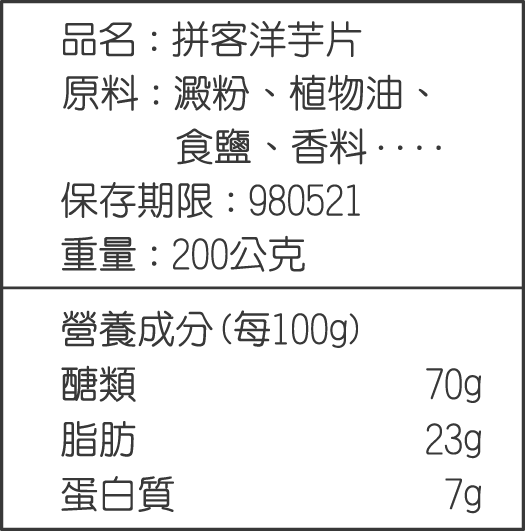 品名：拼客洋芋片
原料：澱粉、植物油、
食鹽、香料‧‧‧‧
保存期限：980521
重量：200公克
營養成分(每100g)
醣類 70g
脂肪 23g
蛋白質 7g